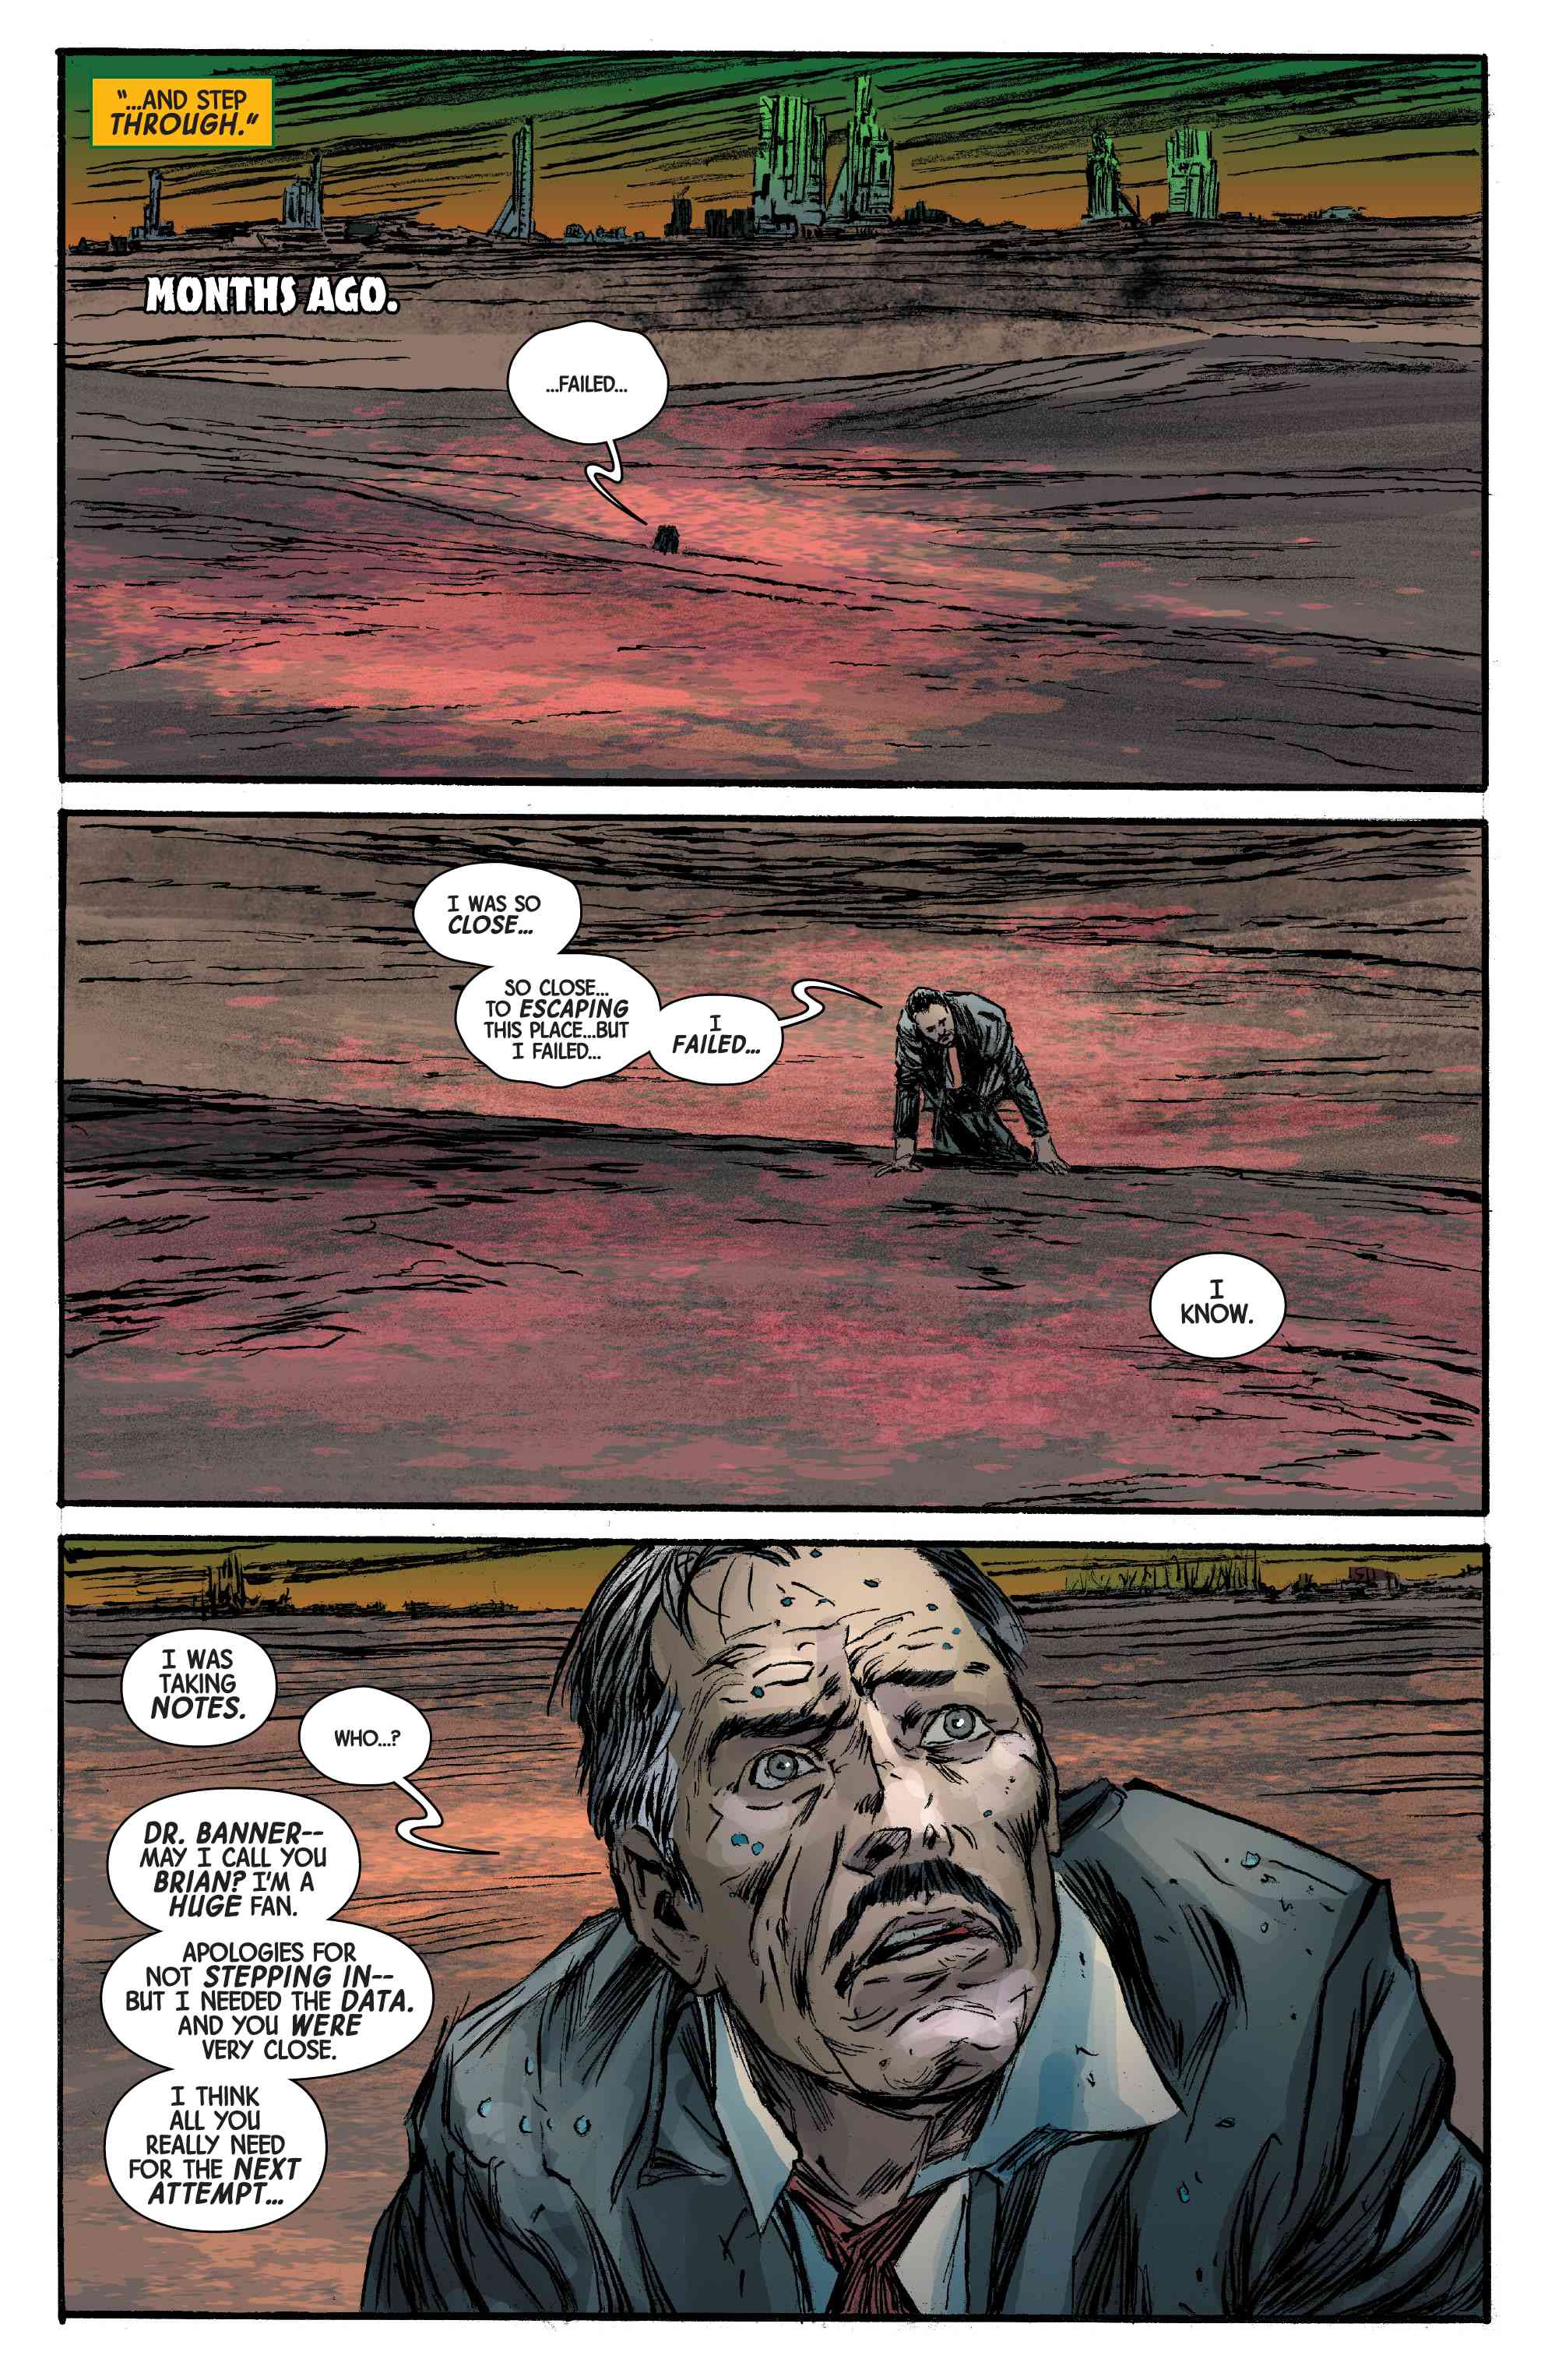 "...AND STEP
THROUGH."
MONTHS AGO.
...FAILED...
I WAS SO
CLOSE...
SO CLOSE...
TO ESCAPING
THIS PLACE...BUT
I FAILED...
I
FAILED...
I
KNOW.
I WAS
TAKING
NOTES.
WHO...?
DR. BANNER--
MAY I CALL YOU
BRIAN? I'M A
HUGE FAN.
APOLOGIES FOR
NOT STEPPING IN--
BUT I NEEDED THE DATA.
AND YOU WERE
VERY CLOSE.
I THINK
ALL YOU
REALLY NEED
FOR THE NEXT
ATTEMPT...